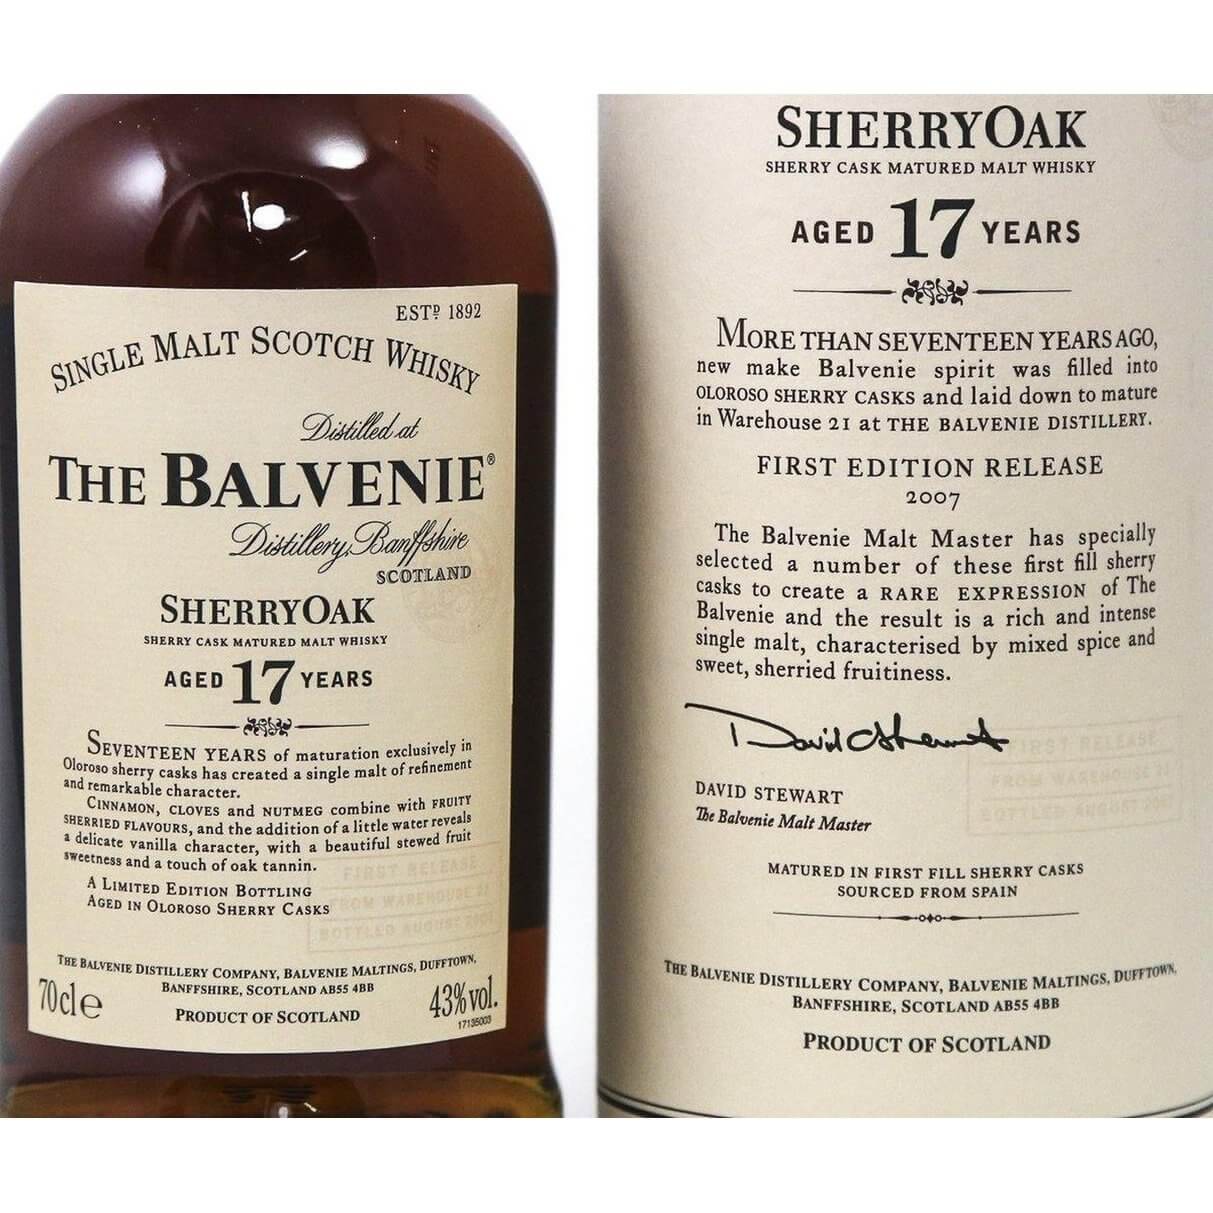 ESTD 1892
SINGLE MALT SCOTCH WHISKY
Distilled at
THE BALVENIE®
Distillery, Banffshire
SCOTLAND
SHERRYOAK
SHERRY CASK MATURED MALT WHISKY
AGED 17 YEARS
SEVENTEEN YEARS of maturation exclusively in
Oloroso sherry casks has created a single malt of refinement
and remarkable character.
CINNAMON, CLOVES and NUTMEG combine with FRUITY
SHERRIED FLAVOURS, and the addition of a little water reveals
a delicate vanilla character, with a beautiful stewed fruit
sweetness and a touch of oak tannin.
A LIMITED EDITION BOTTLING
AGED IN OLOROSO SHERRY CASKS
FIRST RELEASE
FROM WAREHOUSE 21
BOTTLED AUGUST
THE BALVENIE DISTILLERY COMPANY, BALVENIE MALTINGS, DUFFTOWN,
BANFFSHIRE, SCOTLAND AB55 4BB
70cl e
PRODUCT OF SCOTLAND
43% vol.
17135003
SHERRYOAK
SHERRY CASK MATURED MALT WHISKY
AGED 17 YEARS
MORE THAN SEVENTEEN YEARS AGO,
new make Balvenie spirit was filled into
OLOROSO SHERRY CASKS and laid down to mature
in Warehouse 21 at THE BALVENIE DISTILLERY.
FIRST EDITION RELEASE
2007
The Balvenie Malt Master has specially
selected a number of these first fill sherry
casks to create a RARE EXPRESSION of The
Balvenie and the result is a rich and intense
single malt, characterised by mixed spice and
sweet, sherried fruitiness.
David Stewart
FIRST RELEASE
FROM WAREHOUSE 21
BOTTLED AUGUST
DAVID STEWART
The Balvenie Malt Master
MATURED IN FIRST FILL SHERRY CASKS
SOURCED FROM SPAIN
THE BALVENIE DISTILLERY COMPANY, BALVENIE MALTINGS, DUFFTOWN,
BANFFSHIRE, SCOTLAND AB55 4BB
PRODUCT OF SCOTLAND